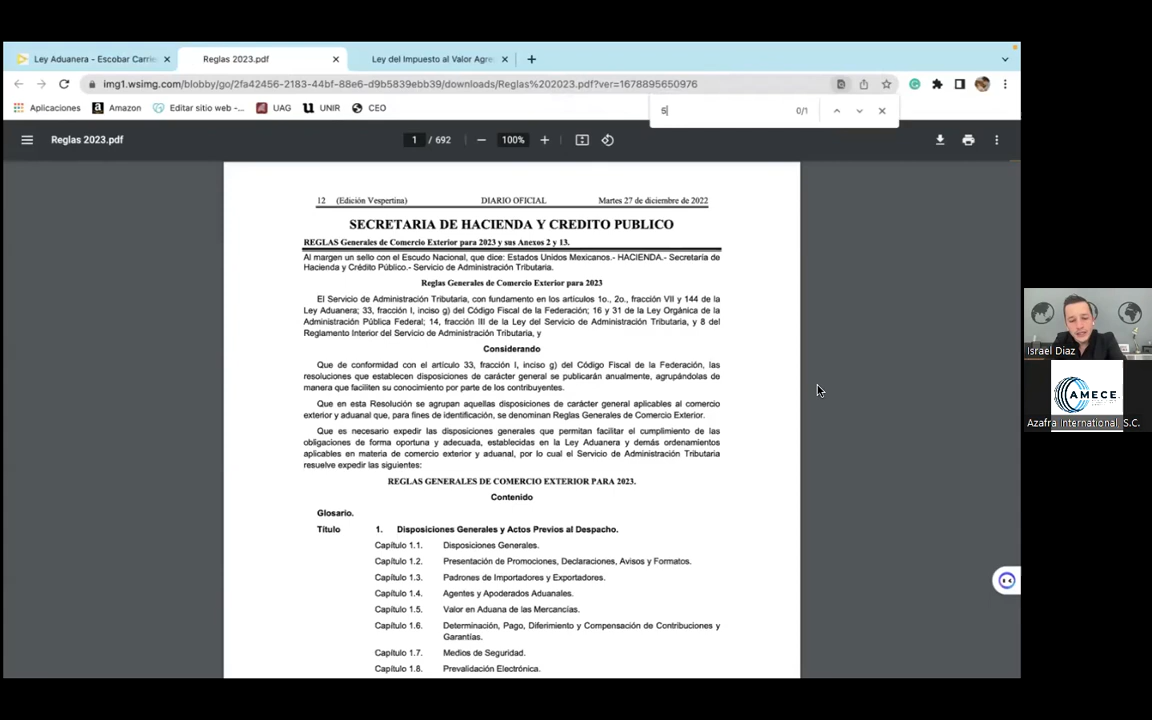 Ley Aduanera - Escobar Carrie
Reglas 2023.pdf
Ley del Impuesto al Valor Agre
img1.wsimg.com/blobby/go/2fa42456-2183-44bf-88e6-d9b5839ebb39/downloads/Reglas%202023.pdf?ver=1678895650976
Aplicaciones
Amazon
Editar sitio web -...
UAG
UNIR
CEO
5
0/1
Reglas 2023.pdf
1 / 692
100%
12 (Edición Vespertina) DIARIO OFICIAL Martes 27 de diciembre de 2022
SECRETARIA DE HACIENDA Y CREDITO PUBLICO
REGLAS Generales de Comercio Exterior para 2023 y sus Anexos 2 y 13.
Al margen un sello con el Escudo Nacional, que dice: Estados Unidos Mexicanos.- HACIENDA.- Secretaría de
Hacienda y Crédito Público.- Servicio de Administración Tributaria.
Reglas Generales de Comercio Exterior para 2023
El Servicio de Administración Tributaria, con fundamento en los artículos 1o., 2o., fracción VII y 144 de la
Ley Aduanera; 33, fracción I, inciso g) del Código Fiscal de la Federación; 16 y 31 de la Ley Orgánica de la
Administración Pública Federal; 14, fracción III de la Ley del Servicio de Administración Tributaria, y 8 del
Reglamento Interior del Servicio de Administración Tributaria, y
Considerando
Que de conformidad con el artículo 33, fracción I, inciso g) del Código Fiscal de la Federación, las
resoluciones que establecen disposiciones de carácter general se publicarán anualmente, agrupándolas de
manera que faciliten su conocimiento por parte de los contribuyentes.
Que en esta Resolución se agrupan aquellas disposiciones de carácter general aplicables al comercio
exterior y aduanal que, para fines de identificación, se denominan Reglas Generales de Comercio Exterior.
Que es necesario expedir las disposiciones generales que permitan facilitar el cumplimiento de las
obligaciones de forma oportuna y adecuada, establecidas en la Ley Aduanera y demás ordenamientos
aplicables en materia de comercio exterior y aduanal, por lo cual el Servicio de Administración Tributaria
resuelve expedir las siguientes:
REGLAS GENERALES DE COMERCIO EXTERIOR PARA 2023.
Contenido
Glosario.
Título 1. Disposiciones Generales y Actos Previos al Despacho.
Capítulo 1.1. Disposiciones Generales.
Capítulo 1.2. Presentación de Promociones, Declaraciones, Avisos y Formatos.
Capítulo 1.3. Padrones de Importadores y Exportadores.
Capítulo 1.4. Agentes y Apoderados Aduanales.
Capítulo 1.5. Valor en Aduana de las Mercancías.
Capítulo 1.6. Determinación, Pago, Diferimiento y Compensación de Contribuciones y
Garantías.
Capítulo 1.7. Medios de Seguridad.
Capítulo 1.8. Prevalidación Electrónica.
Israel Diaz
AMECE
Azafra International, S.C.